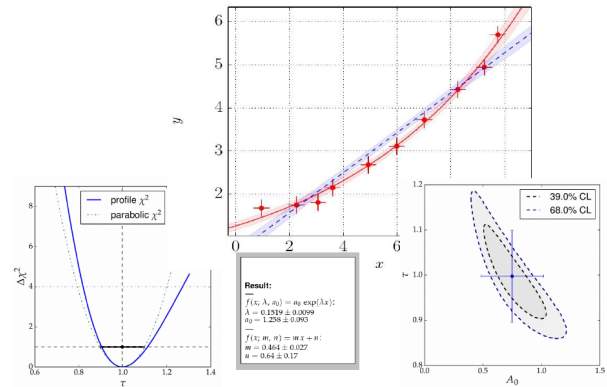 6
5
4
3
2
y
0
2
4
6
x
8
6
4
2
0
Δχ²
0.6
0.8
1.0
1.2
1.4
τ
profile χ²
parabolic χ²
Result:
f(x; λ, a₀) = a₀ exp(λx) :
λ = 0.1519 ± 0.0099
a₀ = 1.258 ± 0.093
f(x; m, n) = mx + n :
m = 0.464 ± 0.027
n = 0.64 ± 0.17
39.0% CL
68.0% CL
1.2
1.1
1.0
0.9
0.8
τ
0.0
0.5
1.0
1.5
A₀